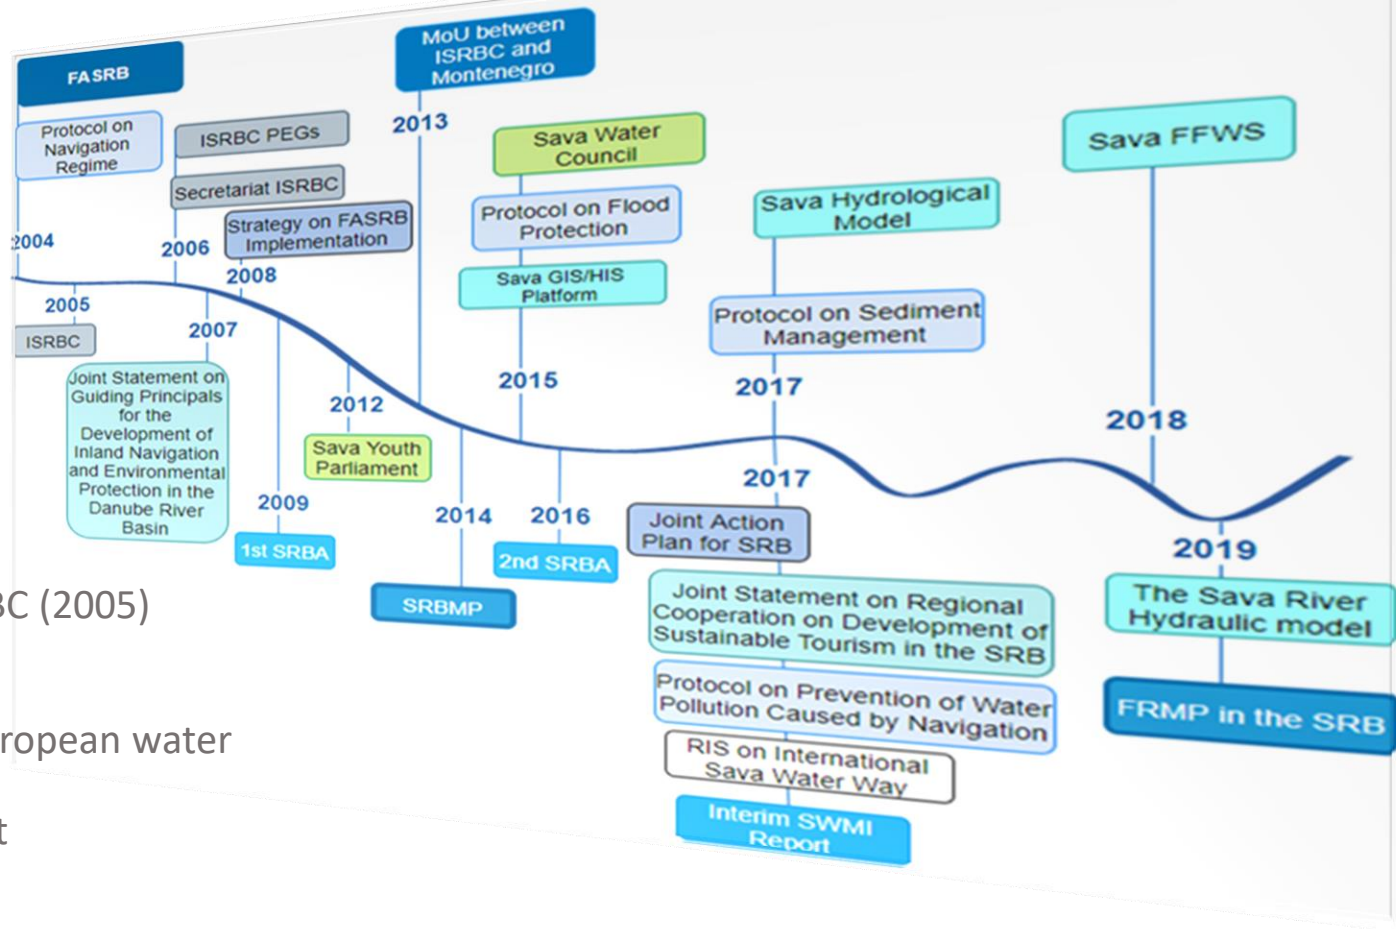 FASRB
Protocol on
Navigation
Regime
2004
2005
ISRBC
ISRBC PEGs
Secretariat ISRBC
2006
Strategy on FASRB
Implementation
2008
2007
Joint Statement on
Guiding Principals
for the
Development of
Inland Navigation
and Environmental
Protection in the
Danube River
Basin
2009
1st SRBA
2012
Sava Youth
Parliament
MoU between
ISRBC and
Montenegro
2013
2014
SRBMP
Sava Water
Council
Protocol on Flood
Protection
Sava GIS/HIS
Platform
2015
2016
2nd SRBA
Sava Hydrological
Model
Protocol on Sediment
Management
2017
2017
Joint Action
Plan for SRB
Joint Statement on Regional
Cooperation on Development of
Sustainable Tourism in the SRB
Protocol on Prevention of Water
Pollution Caused by Navigation
RIS on International
Sava Water Way
Interim SWMI
Report
Sava FFWS
2018
2019
The Sava River
Hydraulic model
FRMP in the SRB
(2005)
water